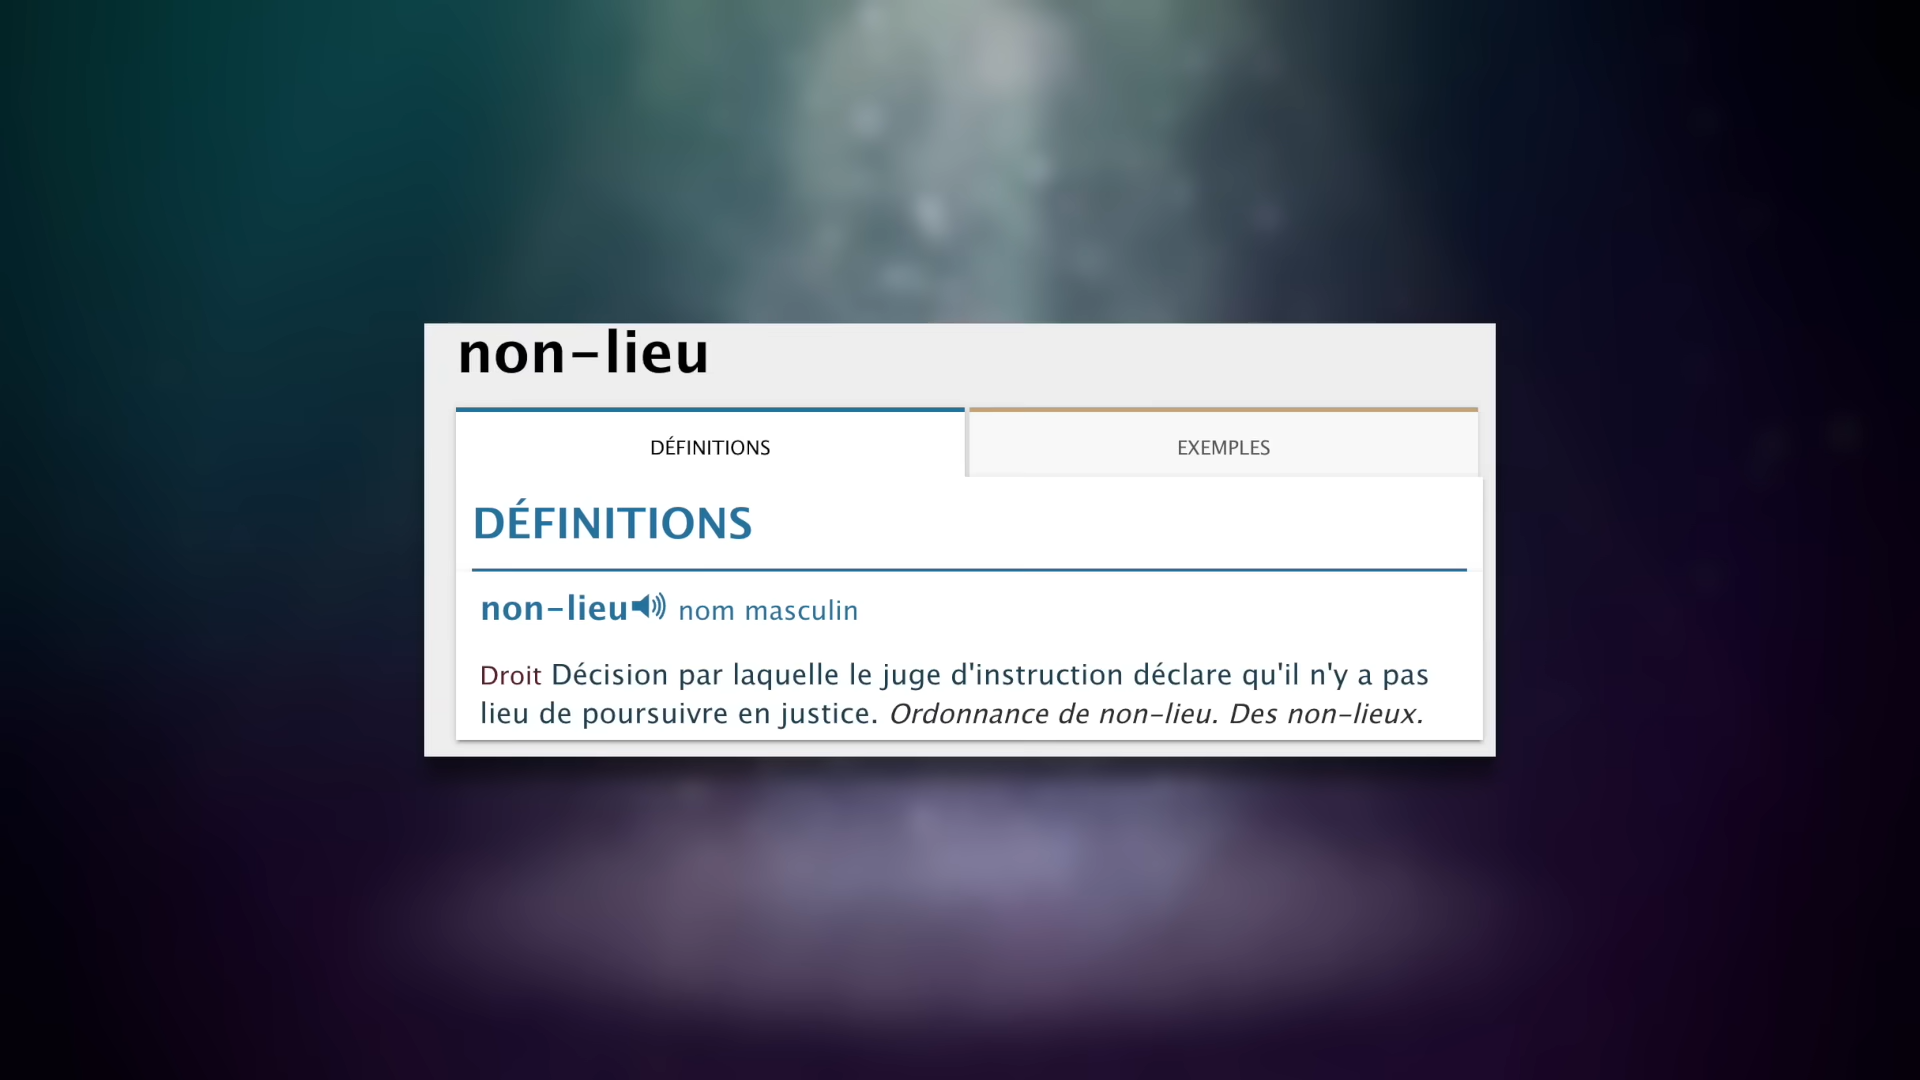 non-lieu
DÉFINITIONS
EXEMPLES
DÉFINITIONS
non-lieu nom masculin
Droit Décision par laquelle le juge d'instruction déclare qu'il n'y a pas
lieu de poursuivre en justice. Ordonnance de non-lieu. Des non-lieux.